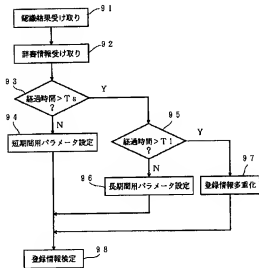 91
認識結果受け取り
92
辞書情報受け取り
93
経過時間>Ts
?
Y
N
94
短期間用パラメータ設定
95
経過時間>Tl
?
Y
N
96
長期間用パラメータ設定
97
登録情報多重化
登録情報検定
98